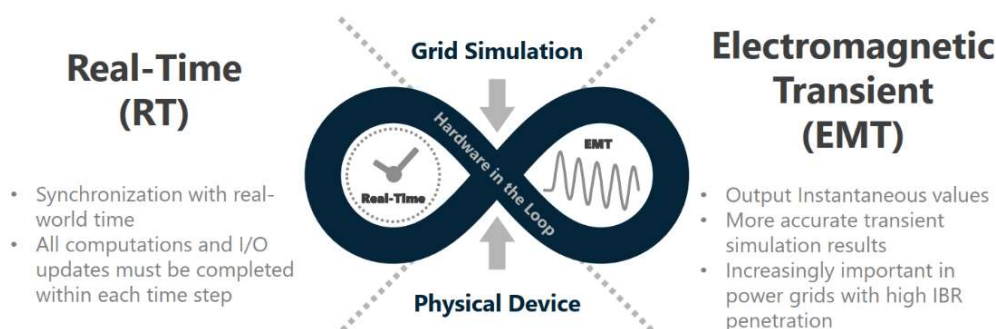 Real-Time
(RT)
• Synchronization with real-
world time
• All computations and I/O
updates must be completed
within each time step
Grid Simulation
Hardware in the Loop
Real-Time
EMT
Physical Device
Electromagnetic
Transient
(EMT)
• Output Instantaneous values
• More accurate transient
simulation results
• Increasingly important in
power grids with high IBR
penetration